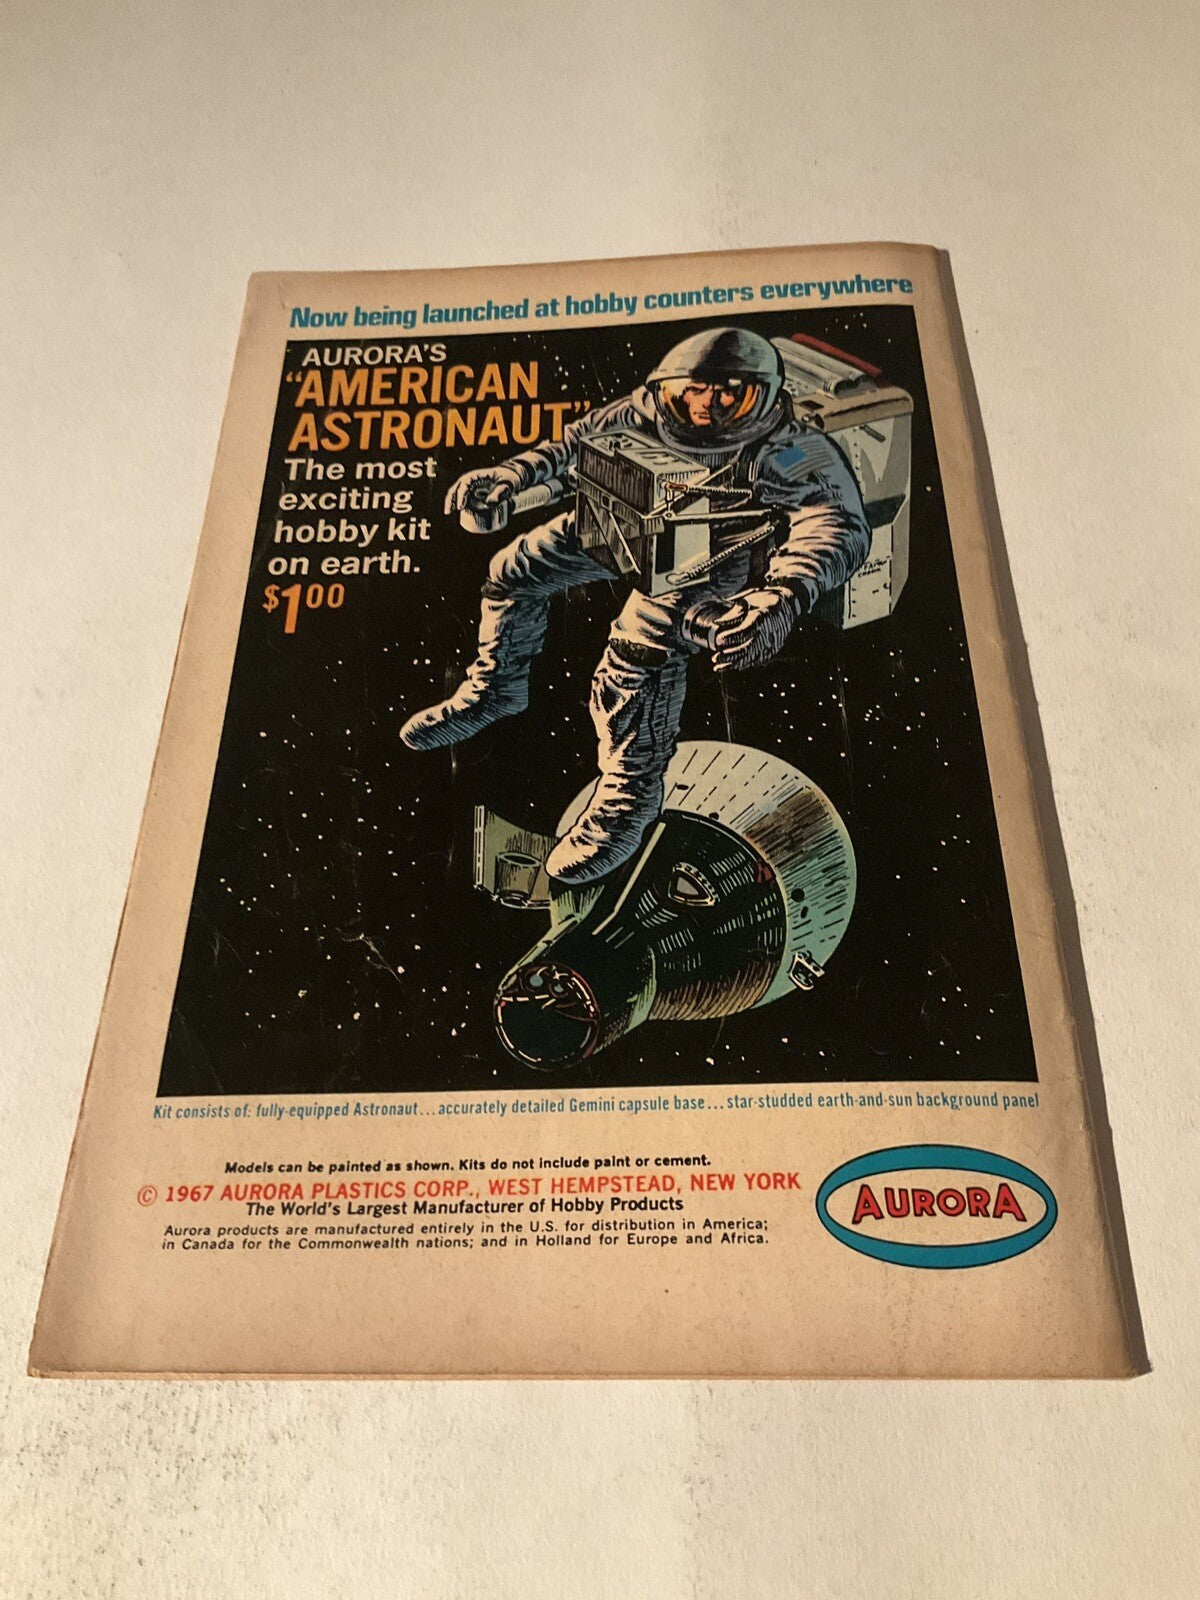 Now being launched at hobby counters everywhere
AURORA'S
"AMERICAN
ASTRONAUT"
The most
exciting
hobby kit
on earth.
$1.00
Kit consists of: fully-equipped Astronaut...accurately detailed Gemini capsule base...star-studded earth-and-sun background panel
Models can be painted as shown. Kits do not include paint or cement.
© 1967 AURORA PLASTICS CORP., WEST HEMPSTEAD, NEW YORK
The World's Largest Manufacturer of Hobby Products
Aurora products are manufactured entirely in the U.S. for distribution in America;
in Canada for the Commonwealth nations; and in Holland for Europe and Africa.
AURORA